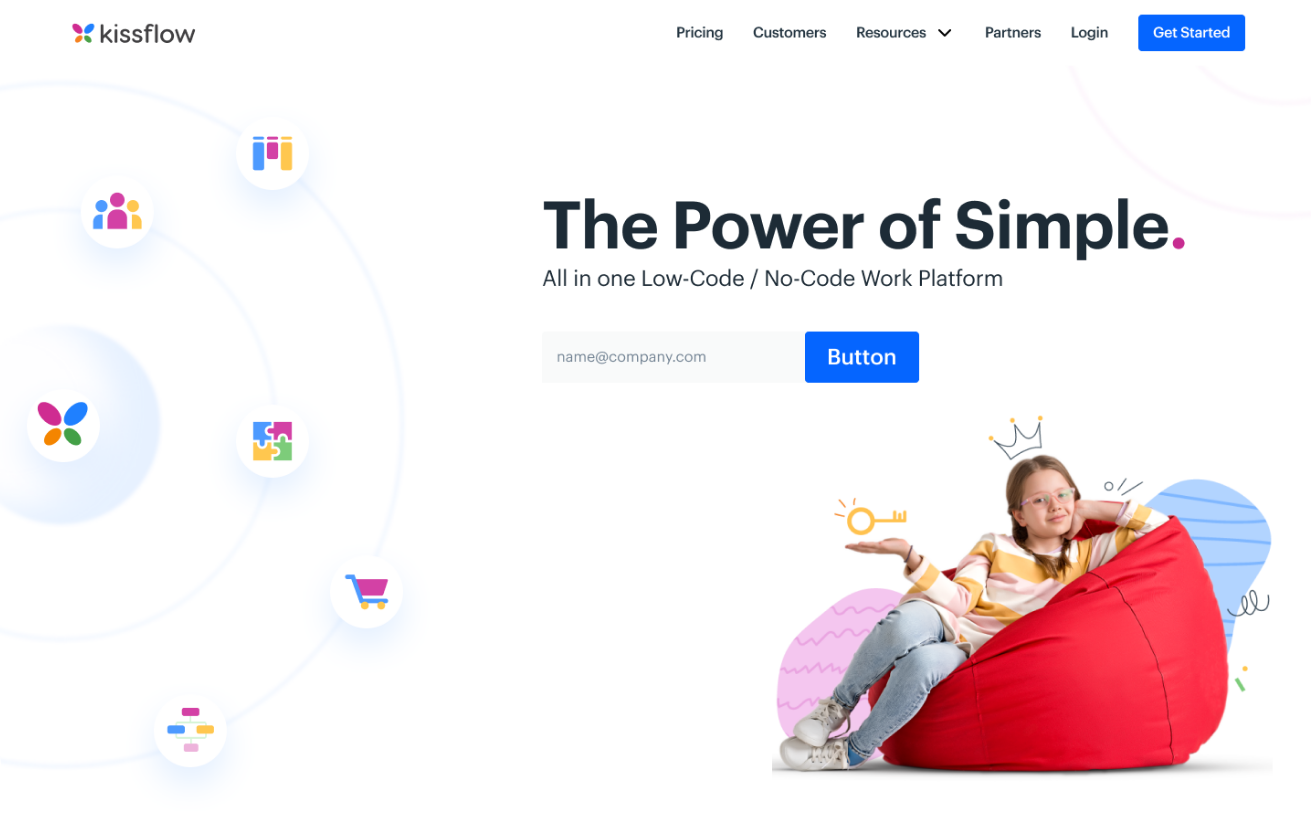 kissflow
Pricing Customers Resources Partners Login Get Started
The Power of Simple.
All in one Low-Code / No-Code Work Platform
name@company.com Button